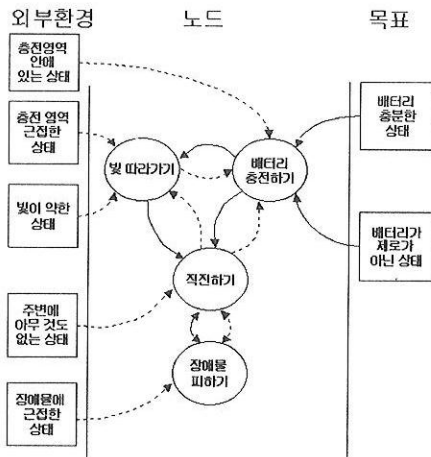 외부환경
노드
목표
충전영역
안에
있는 상태
충전 영역
근접한
상태
빛이 약한
상태
주변에
아무 것도
없는 상태
장애물에
근접한
상태
빛 따라가기
배터리
충전하기
직진하기
장애물
피하기
배터리
충분한
상태
배터리가
제로가
아닌 상태